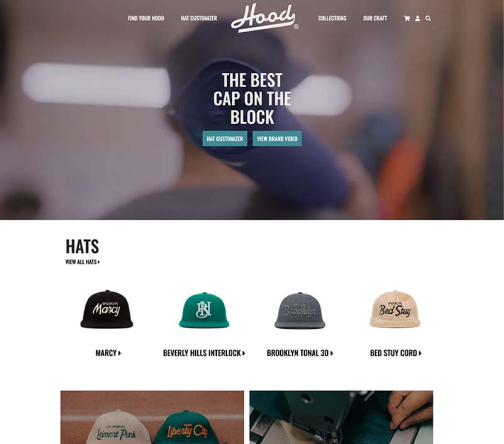 FIND YOUR HOOD
HAT CUSTOMIZER
Hood®
COLLECTIONS
OUR CRAFT
THE BEST
CAP ON THE
BLOCK
HAT CUSTOMIZER
VIEW BRAND VIDEO
HATS
VIEW ALL HATS
BROOKLYN
Marcy
Brooklyn
Bed Stuy
MARCY
BEVERLY HILLS INTERLOCK
BROOKLYN TONAL 3D
BED STUY CORD
Leimert Park
Liberty City